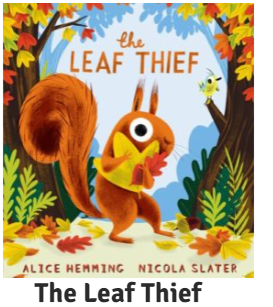 the
LEAF THIEF
ALICE HEMMING NICOLA SLATER
The Leaf Thief